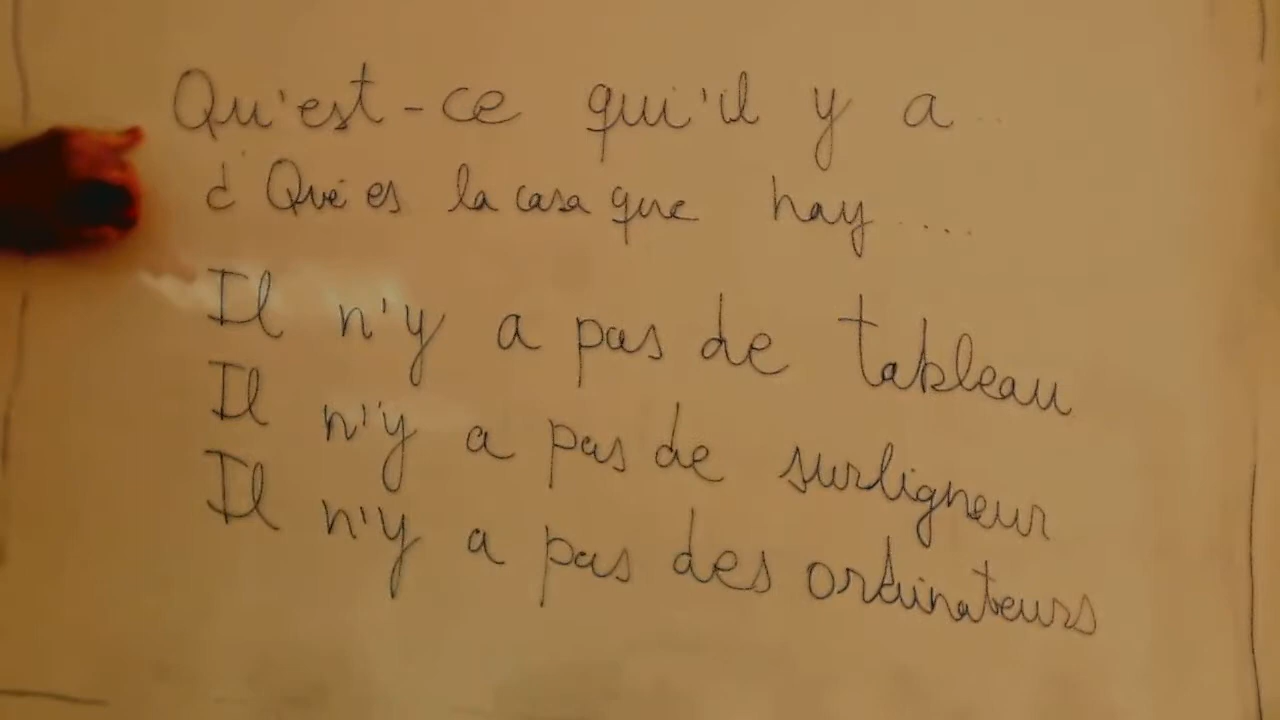 Qu'est-ce qui'il y a ..
¿ Qué es la casa que hay ....
Il n'y a pas de tableau
Il n'y a pas de surligneur
Il n'y a pas des ordinateurs